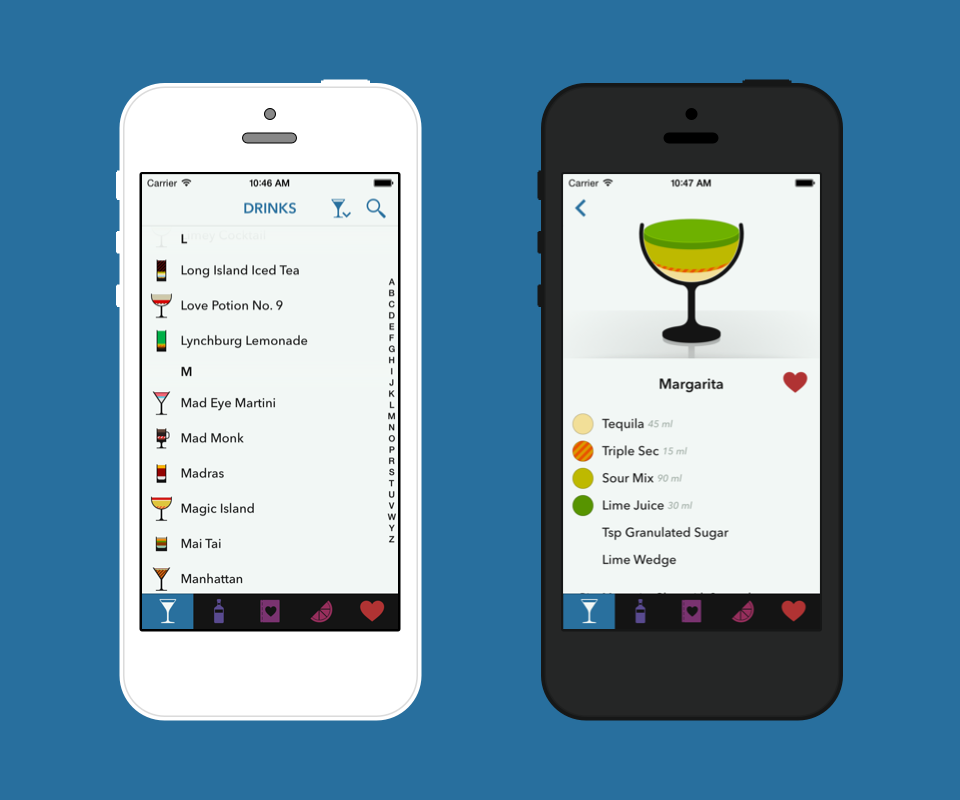 Carrier 10:46 AM
DRINKS
L
Long Island Iced Tea
Love Potion No. 9
Lynchburg Lemonade
M
Mad Eye Martini
Mad Monk
Madras
Magic Island
Mai Tai
Manhattan
A
B
C
D
E
F
G
H
I
J
K
L
M
N
O
P
R
S
T
U
V
W
Y
Z
Carrier 10:47 AM
Margarita
Tequila 45 ml
Triple Sec 15 ml
Sour Mix 90 ml
Lime Juice 30 ml
Tsp Granulated Sugar
Lime Wedge